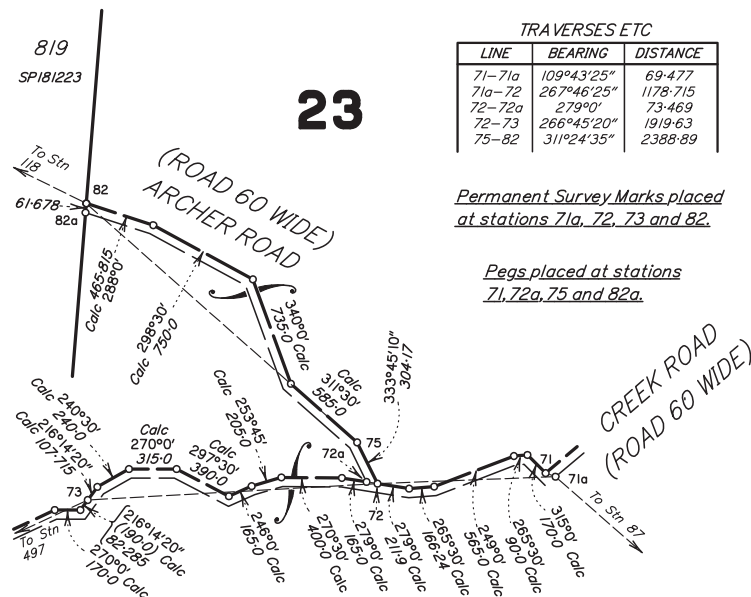 819
SP181223
23
TRAVERSES ETC
LINE BEARING DISTANCE
71-71a 109°43'25" 69·477
71a-72 267°46'25" 1178·715
72-72a 279°0' 73·469
72-73 266°45'20" 1919·63
75-82 311°24'35" 2388·89
Permanent Survey Marks placed
at stations 71a, 72, 73 and 82.
Pegs placed at stations
71,72a,75 and 82a.
To Stn
118
82
61·678
82a
(ROAD 60 WIDE)
ARCHER ROAD
Calc 465·815
288°0'
Calc 298°30'
750·0
340°0' Calc
735·0
Calc
311°30'
585·0
333°45'10"
304·17
CREEK ROAD
(ROAD 60 WIDE)
Calc 240°30'
240·0
216°14'20"
Calc 107·715
Calc
270°0'
315·0
Calc
297°30'
390·0
Calc 253°45'
205·0
72a
75
71
71a
To Stn 87
73
72
To Stn
497
270°0'
170·0
216°14'20"
(190·0) Calc
82·285
246°0' Calc
165·0
270°30' Calc
400·0
279°0' Calc
165·0
279°0' Calc
211·9
265°30' Calc
166·24
249°0' Calc
565·0
265°30' Calc
90·0
315°0' Calc
170·0